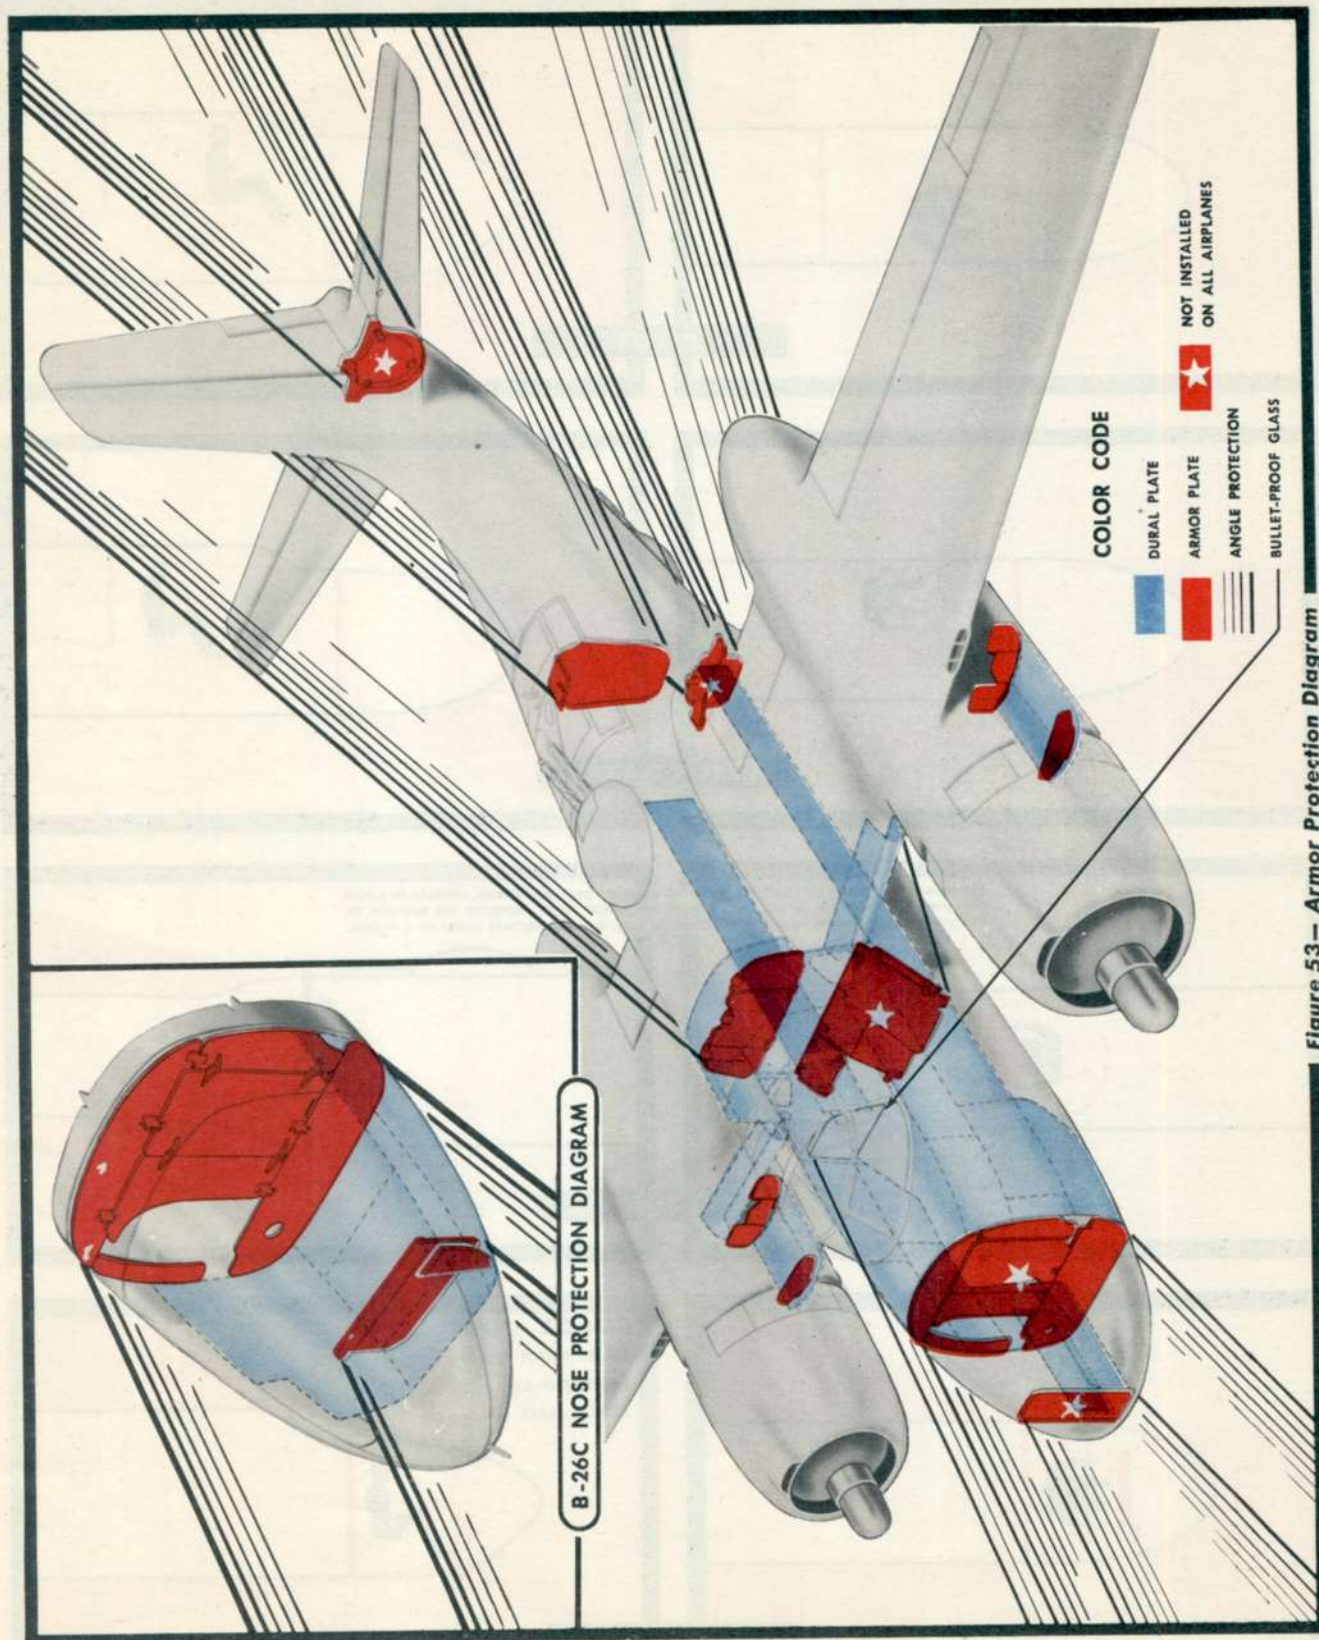 B-26C NOSE PROTECTION DIAGRAM
COLOR CODE
DURAL PLATE
ARMOR PLATE
NOT INSTALLED
ON ALL AIRPLANES
ANGLE PROTECTION
BULLET-PROOF GLASS
Figure 53—Armor Protection Diagram